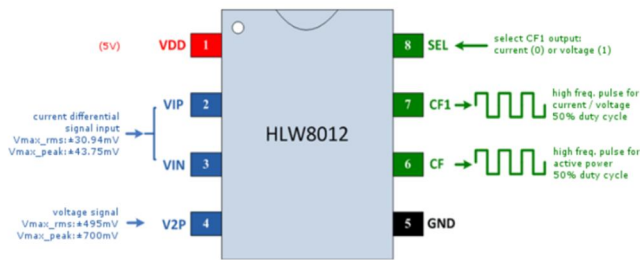 (5V) VDD 1
VIP 2
current differential
signal input
Vmax_rms:±30.94mV
Vmax_peak:±43.75mV
VIN 3
voltage signal
Vmax_rms:±495mV
Vmax_peak:±700mV
V2P 4
HLW8012
8 SEL
select CF1 output:
current (0) or voltage (1)
7 CF1
high freq. pulse for
current / voltage
50% duty cycle
6 CF
high freq. pulse for
active power
50% duty cycle
5 GND